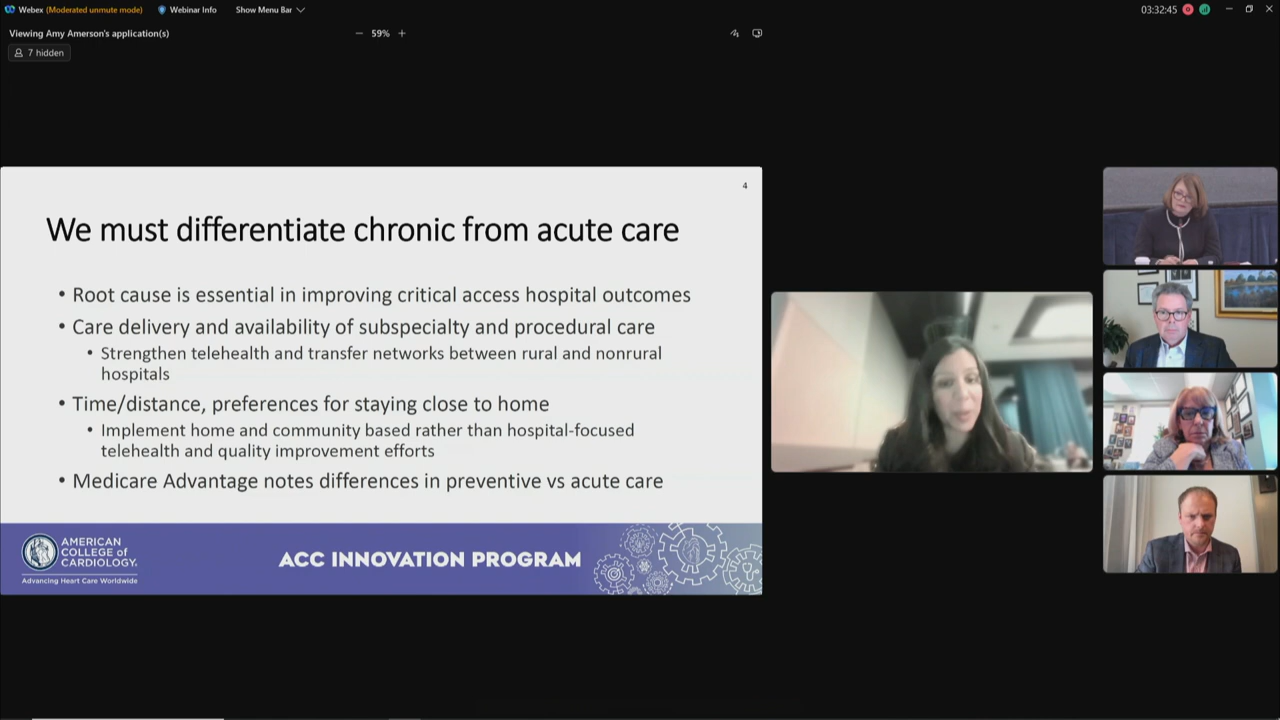 Webex (Moderated unmute mode) Webinar Info Show Menu Bar 03:32:45
Viewing Amy Amerson's application(s) 59%
7 hidden
4
We must differentiate chronic from acute care
• Root cause is essential in improving critical access hospital outcomes
• Care delivery and availability of subspecialty and procedural care
• Strengthen telehealth and transfer networks between rural and nonrural
hospitals
• Time/distance, preferences for staying close to home
• Implement home and community based rather than hospital-focused
telehealth and quality improvement efforts
• Medicare Advantage notes differences in preventive vs acute care
AMERICAN
COLLEGE of
CARDIOLOGY.
Advancing Heart Care Worldwide
ACC INNOVATION PROGRAM